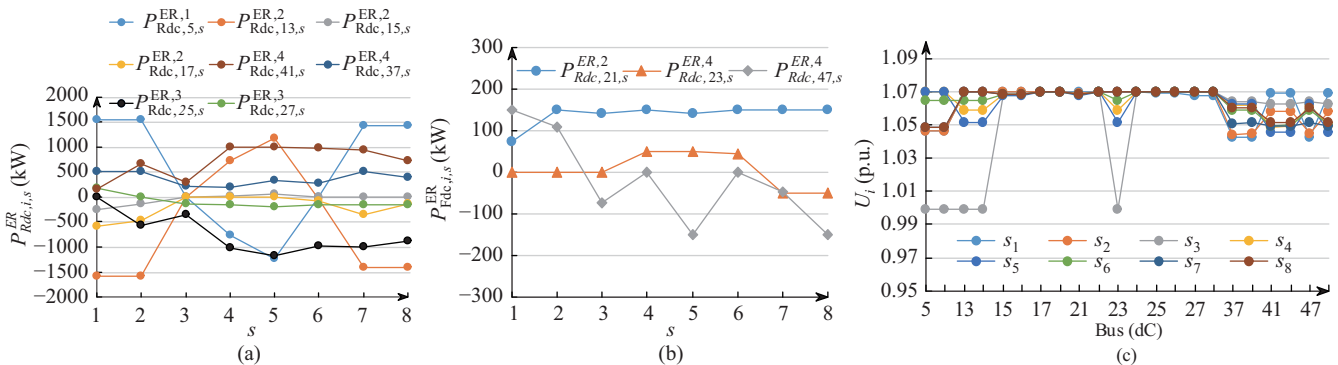 (a)
P^{ER,1}_{Rdc,5,s} P^{ER,2}_{Rdc,13,s} P^{ER,2}_{Rdc,15,s}
P^{ER,2}_{Rdc,17,s} P^{ER,4}_{Rdc,41,s} P^{ER,4}_{Rdc,37,s}
P^{ER,3}_{Rdc,25,s} P^{ER,3}_{Rdc,27,s}
2000
1500
1000
500
0
−500
−1000
−1500
−2000
P^{ER}_{Rdc,i,s} (kW)
1 2 3 4 5 6 7 8
s
(a)
(b)
P^{ER,2}_{Rdc,21,s} P^{ER,4}_{Rdc,23,s} P^{ER,4}_{Rdc,47,s}
300
200
100
0
−100
−200
−300
P^{ER}_{Fdc,i,s} (kW)
1 2 3 4 5 6 7 8
s
(b)
(c)
1.09
1.07
1.05
1.03
1.01
0.99
0.97
0.95
U_i (p.u.)
s_1 s_2 s_3 s_4
s_5 s_6 s_7 s_8
5 13 15 17 21 23 25 27 37 41 47
Bus (dC)
(c)